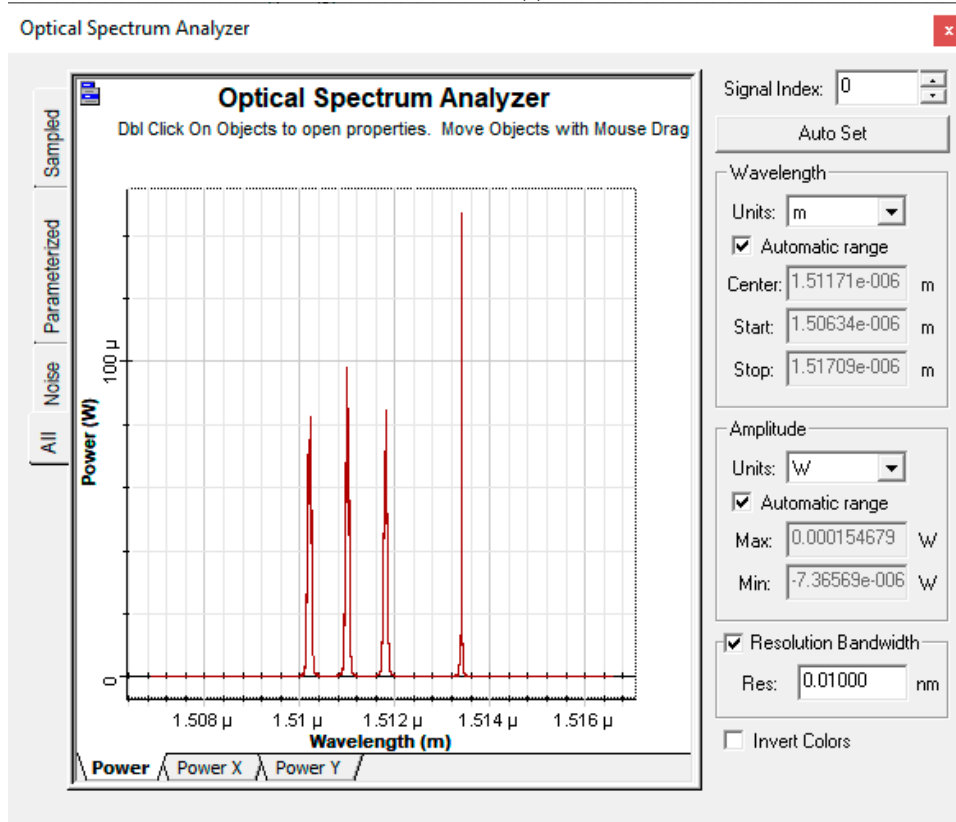 Optical Spectrum Analyzer
x
Sampled
Parameterized
Noise
All
Optical Spectrum Analyzer
Dbl Click On Objects to open properties.  Move Objects with Mouse Drag
Power (W)
100 µ
0
1.508 µ 1.51 µ 1.512 µ 1.514 µ 1.516 µ
Wavelength (m)
Power Power X Power Y
Signal Index: 0
Auto Set
Wavelength
Units: m
Automatic range
Center: 1.51171e-006 m
Start: 1.50634e-006 m
Stop: 1.51709e-006 m
Amplitude
Units: W
Automatic range
Max: 0.000154679 W
Min: -7.36569e-006 W
Resolution Bandwidth
Res: 0.01000 nm
Invert Colors